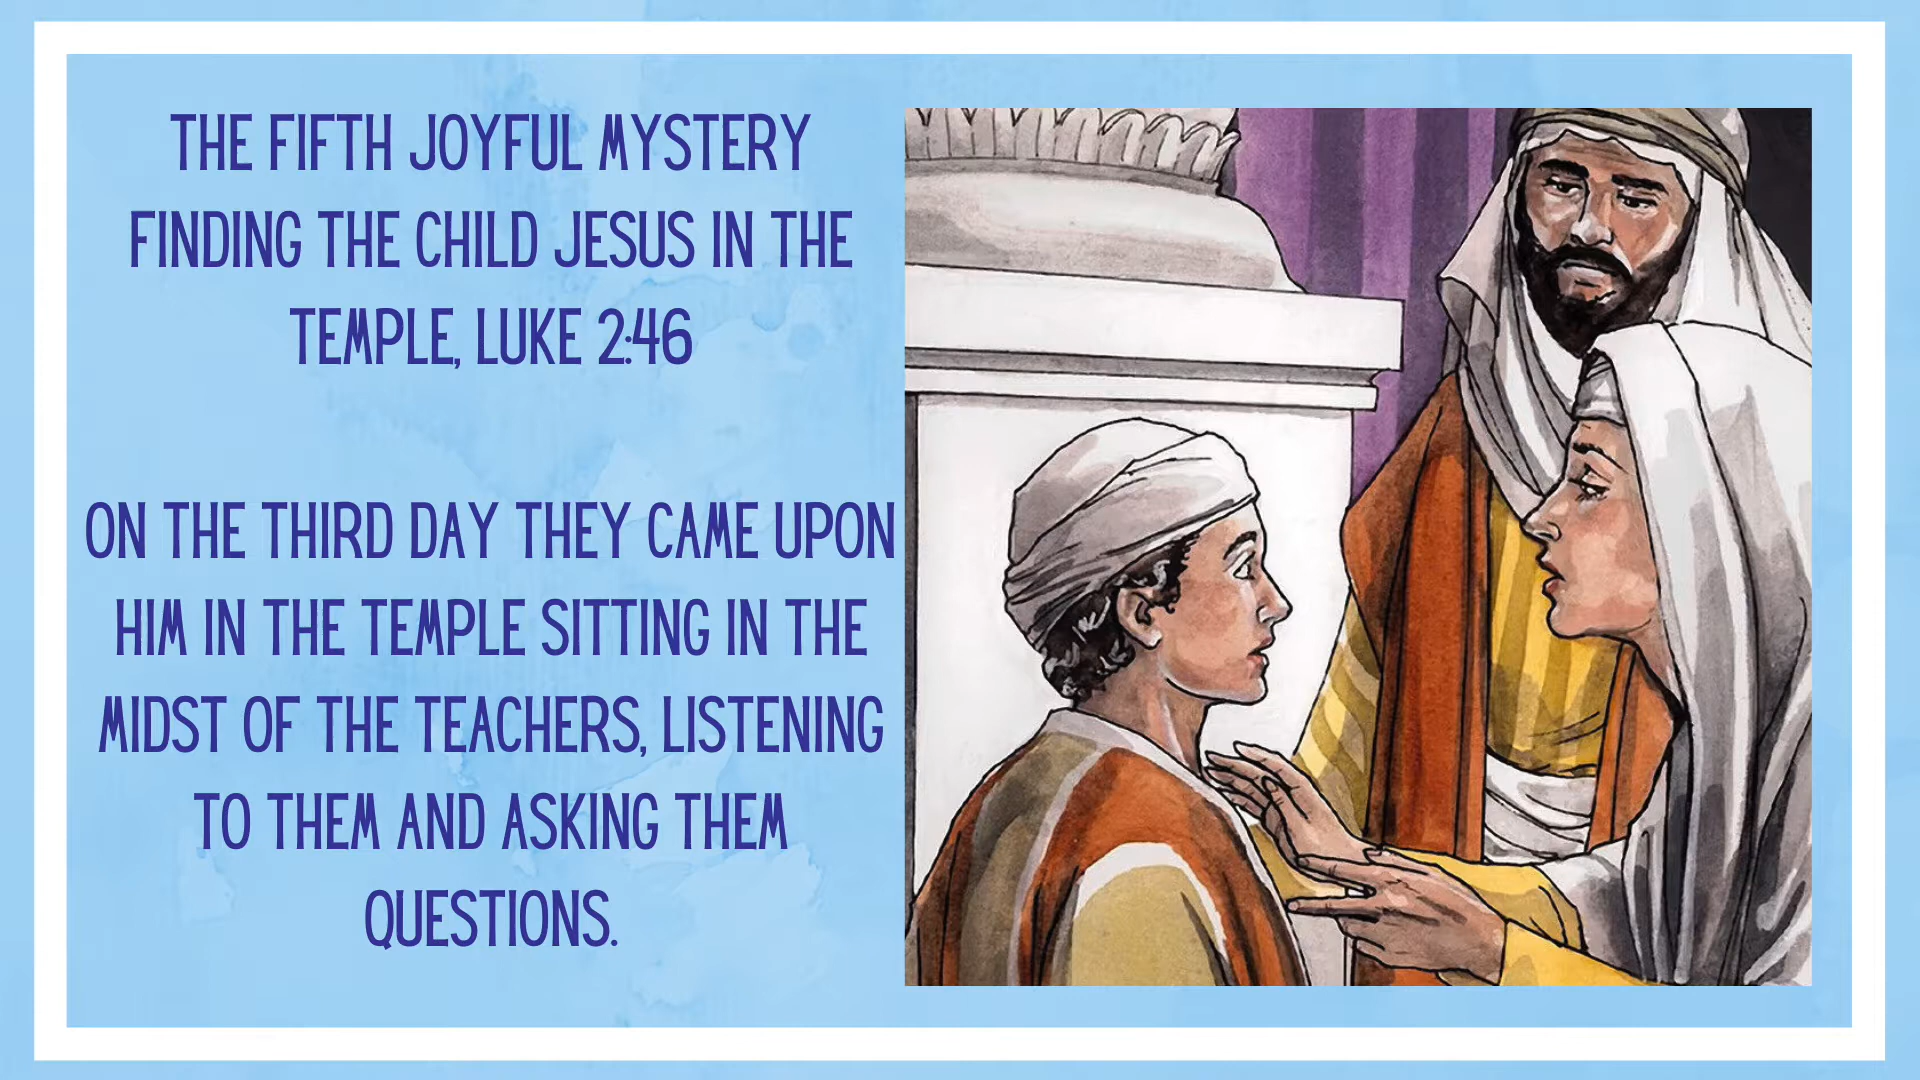 THE FIFTH JOYFUL MYSTERY
FINDING THE CHILD JESUS IN THE
TEMPLE, LUKE 2:46
ON THE THIRD DAY THEY CAME UPON
HIM IN THE TEMPLE SITTING IN THE
MIDST OF THE TEACHERS, LISTENING
TO THEM AND ASKING THEM
QUESTIONS.